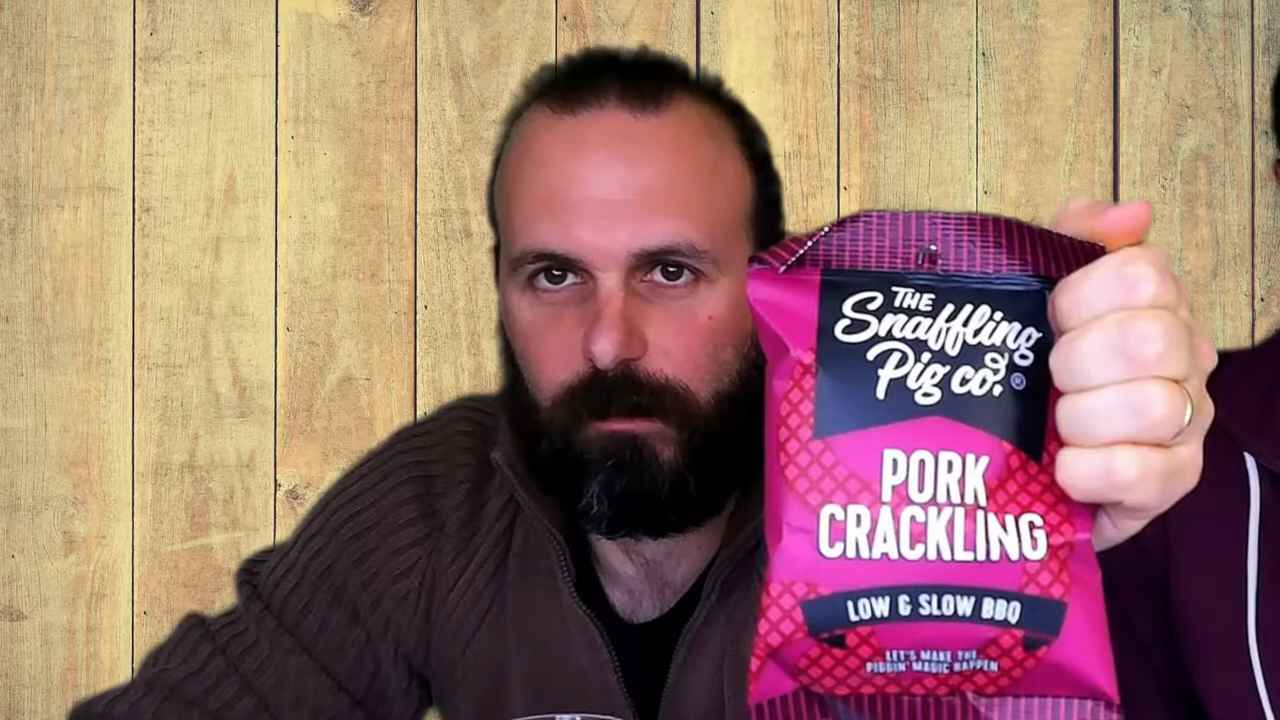 THE
Snaffling
Pig co.®
PORK
CRACKLING
LOW & SLOW BBQ
LET'S MAKE THE
PIGGIN' MAGIC HAPPEN